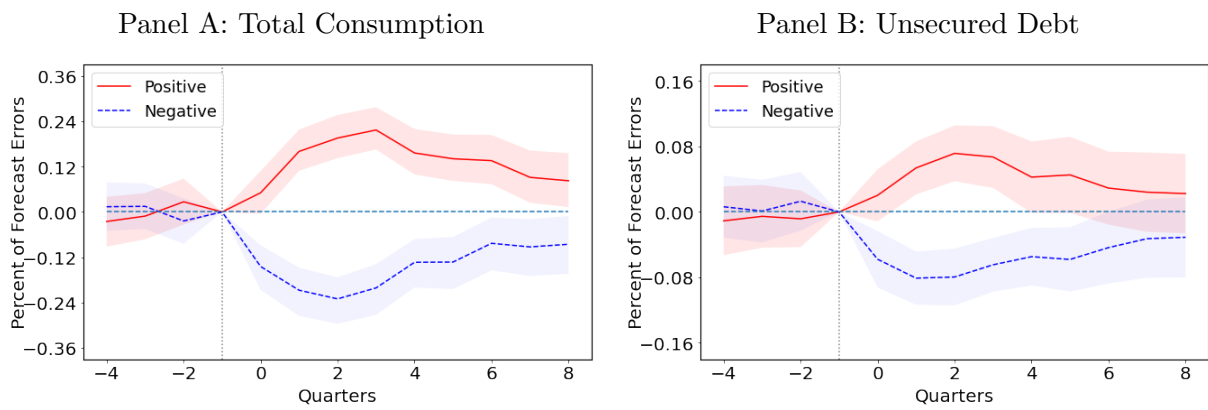 Panel A: Total Consumption
Percent of Forecast Errors
0.36
0.24
0.12
0.00
−0.12
−0.24
−0.36
Positive
Negative
−4 −2 0 2 4 6 8
Quarters
Panel B: Unsecured Debt
Percent of Forecast Errors
0.16
0.08
0.00
−0.08
−0.16
Positive
Negative
−4 −2 0 2 4 6 8
Quarters